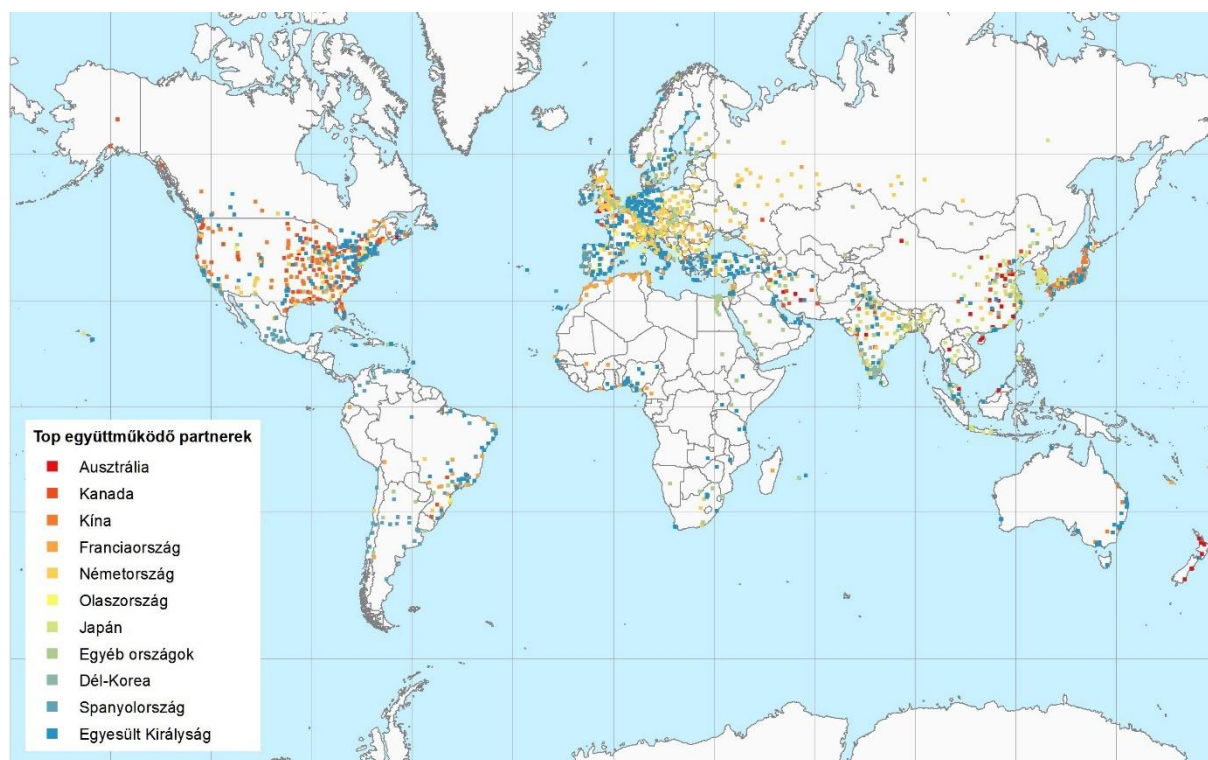 Top együttműködő partnerek
Ausztrália
Kanada
Kína
Franciaország
Németország
Olaszország
Japán
Egyéb országok
Dél-Korea
Spanyolország
Egyesült Királyság